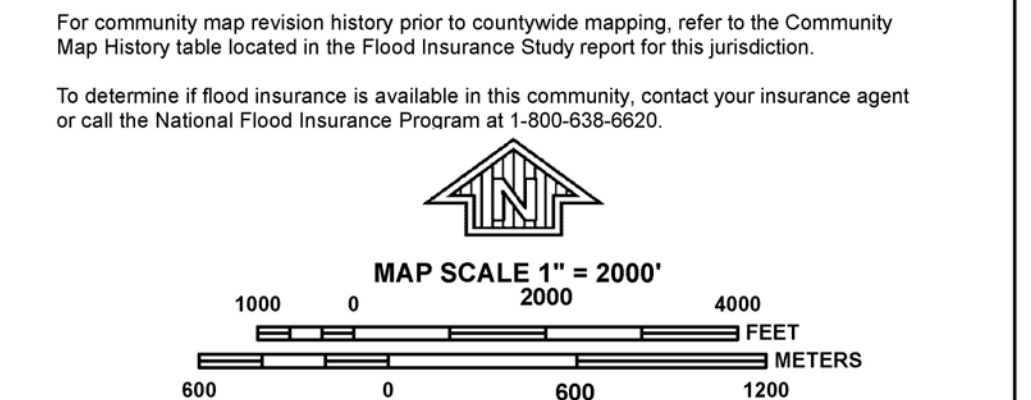 For community map revision history prior to countywide mapping, refer to the Community
Map History table located in the Flood Insurance Study report for this jurisdiction.
To determine if flood insurance is available in this community, contact your insurance agent
or call the National Flood Insurance Program at 1-800-638-6620.
N
MAP SCALE 1" = 2000'
1000 0 2000 4000
FEET
METERS
600 0 600 1200